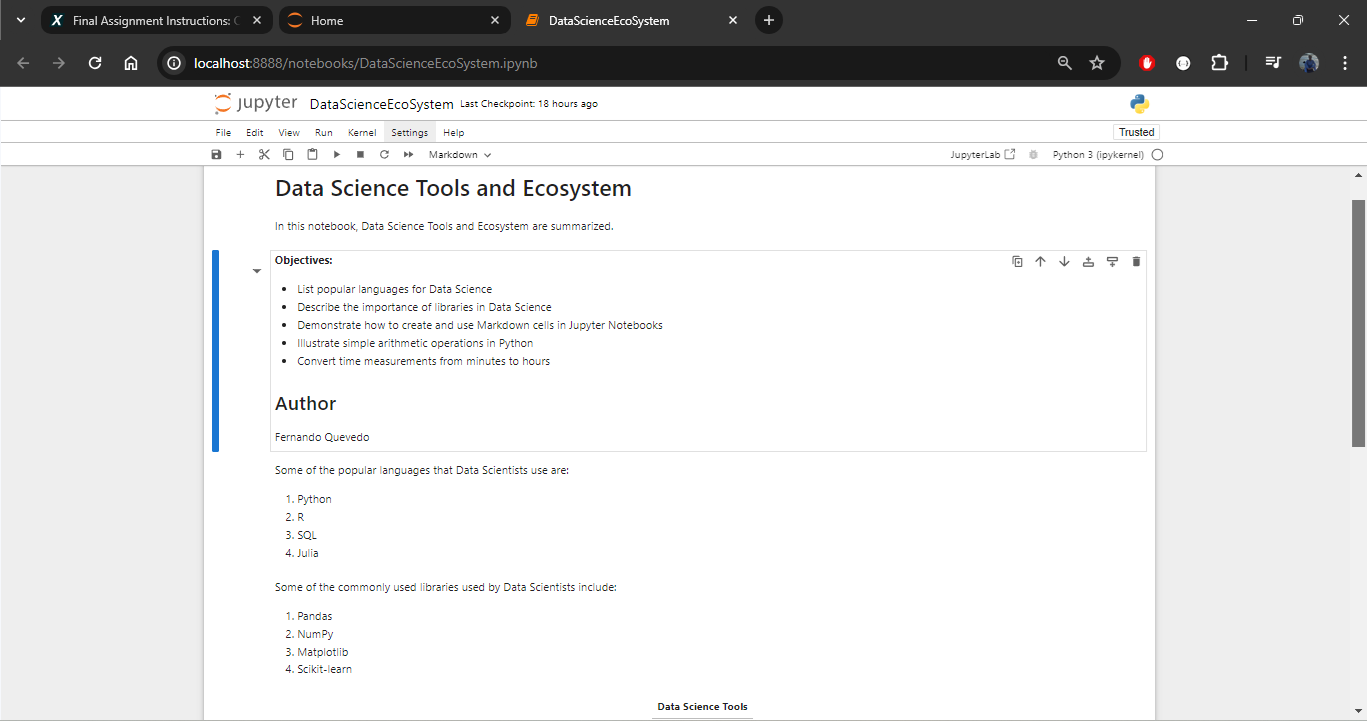 Final Assignment Instructions: C
Home
DataScienceEcoSystem
localhost:8888/notebooks/DataScienceEcoSystem.ipynb
jupyter DataScienceEcoSystem Last Checkpoint: 18 hours ago
File Edit View Run Kernel Settings Help Trusted
Markdown JupyterLab Python 3 (ipykernel)
Data Science Tools and Ecosystem
In this notebook, Data Science Tools and Ecosystem are summarized.
Objectives:
• List popular languages for Data Science
• Describe the importance of libraries in Data Science
• Demonstrate how to create and use Markdown cells in Jupyter Notebooks
• Illustrate simple arithmetic operations in Python
• Convert time measurements from minutes to hours
Author
Fernando Quevedo
Some of the popular languages that Data Scientists use are:
1. Python
2. R
3. SQL
4. Julia
Some of the commonly used libraries used by Data Scientists include:
1. Pandas
2. NumPy
3. Matplotlib
4. Scikit-learn
Data Science Tools